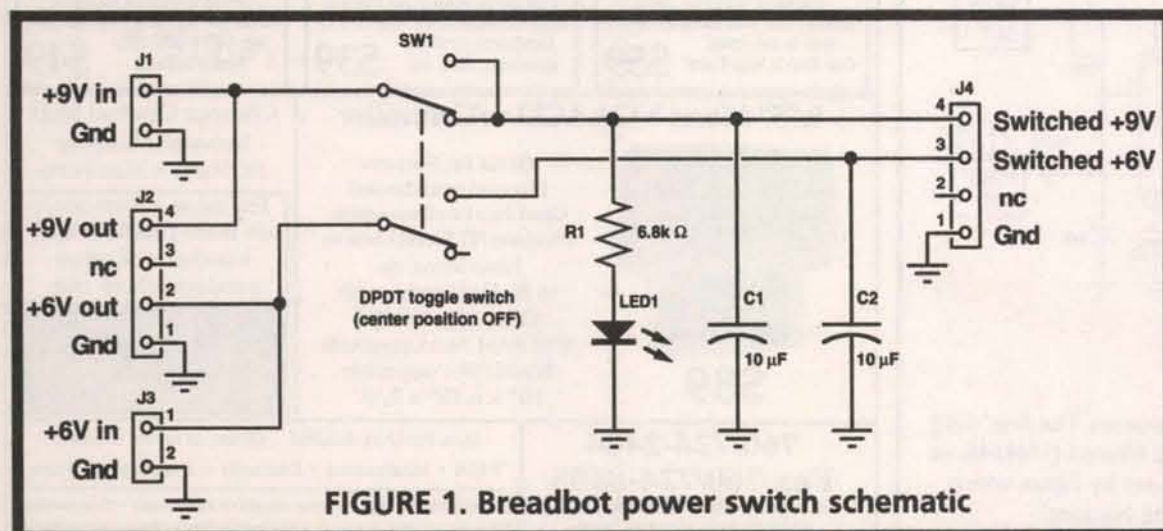 SW1
J1
+9V in
Gnd
J2
+9V out
4
nc
3
+6V out
2
Gnd
1
J3
+6V in
1
Gnd
2
DPDT toggle switch
(center position OFF)
R1
6.8k Ω
LED1
C1
10 µF
C2
10 µF
J4
4
Switched +9V
3
Switched +6V
2
nc
1
Gnd
FIGURE 1. Breadbot power switch schematic